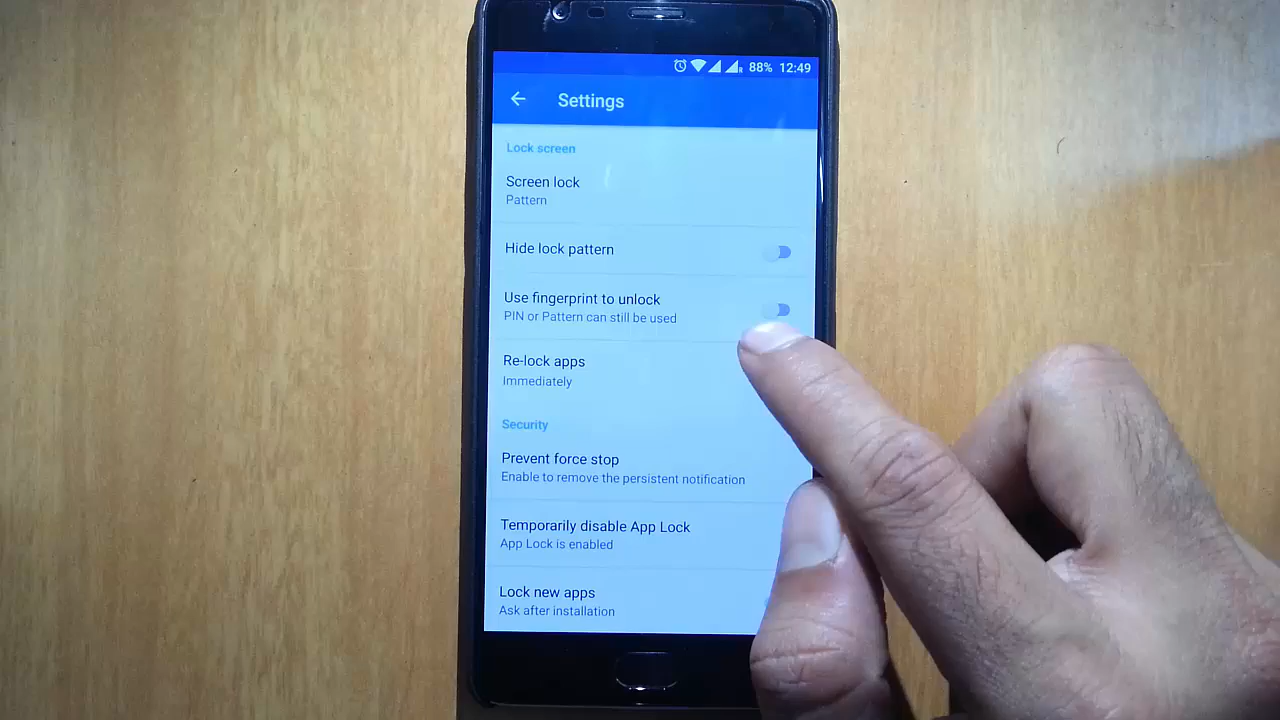 88% 12:49
Settings
Lock screen
Screen lock
Pattern
Hide lock pattern
Use fingerprint to unlock
PIN or Pattern can still be used
Re-lock apps
Immediately
Security
Prevent force stop
Enable to remove the persistent notification
Temporarily disable App Lock
App Lock is enabled
Lock new apps
Ask after installation